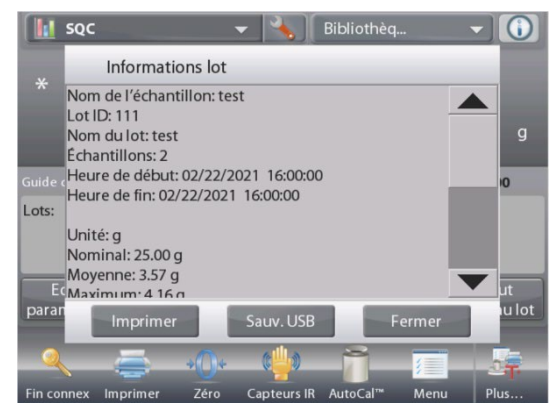 SQC
Bibliothèq...
Informations lot
*
Nom de l'échantillon: test
Lot ID: 111
Nom du lot: test
Échantillons: 2
Heure de début: 02/22/2021 16:00:00
Heure de fin: 02/22/2021 16:00:00
g
Guide
Lots:
Unité: g
Nominal: 25.00 g
Moyenne: 3.57 g
Maximum: 4.16 g
Imprimer
Sauv. USB
Fermer
Fin connex
Imprimer
Zéro
Capteurs IR
AutoCal™
Menu
Plus...